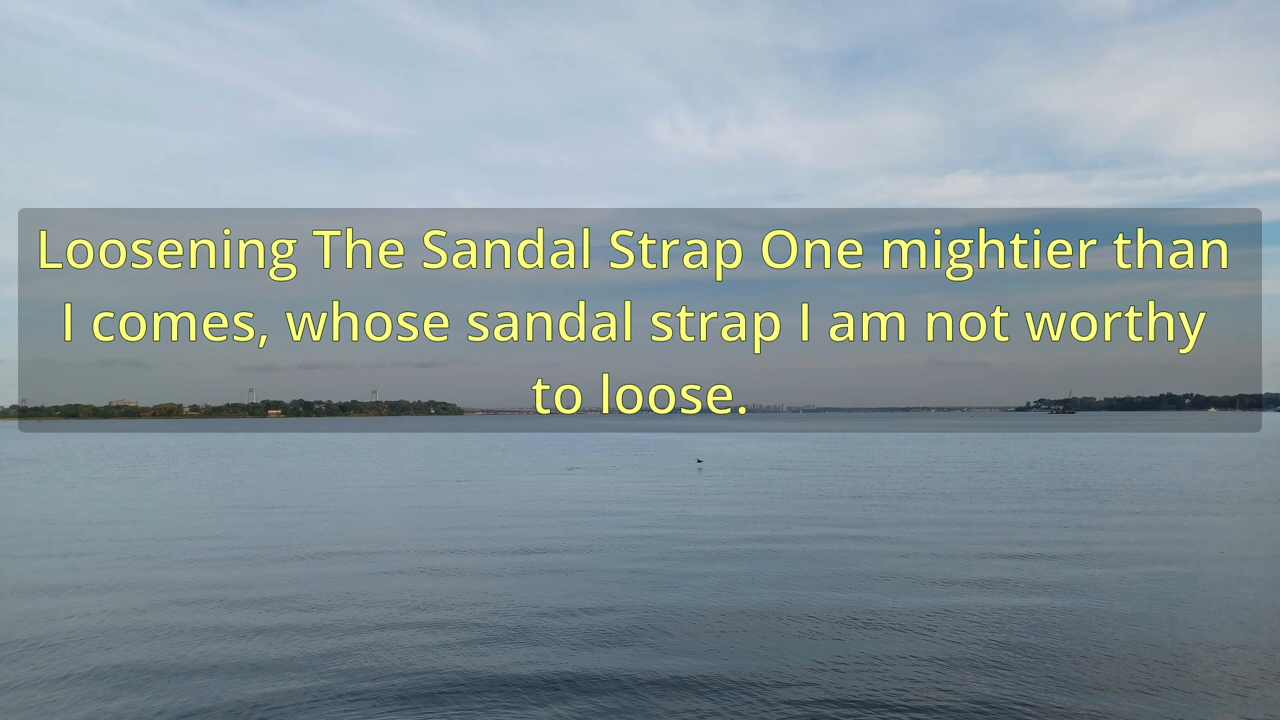 Loosening The Sandal Strap One mightier than
I comes, whose sandal strap I am not worthy
to loose.